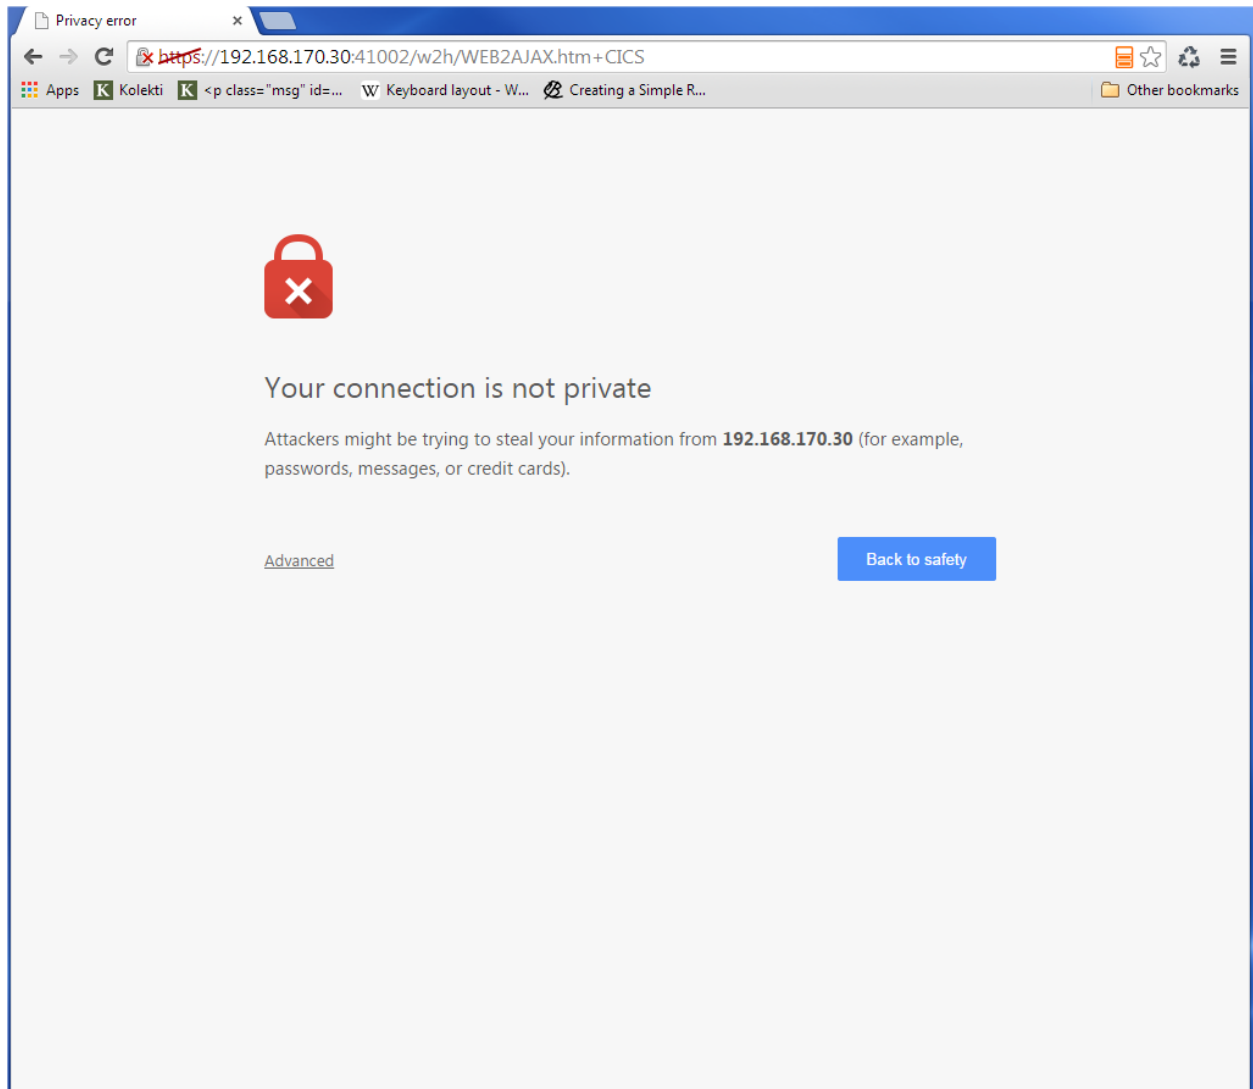 Privacy error
https://192.168.170.30:41002/w2h/WEB2AJAX.htm+CICS
Apps K Kolekti K <p class="msg" id=... W Keyboard layout - W... Creating a Simple R... Other bookmarks
Your connection is not private
Attackers might be trying to steal your information from 192.168.170.30 (for example,
passwords, messages, or credit cards).
Advanced Back to safety